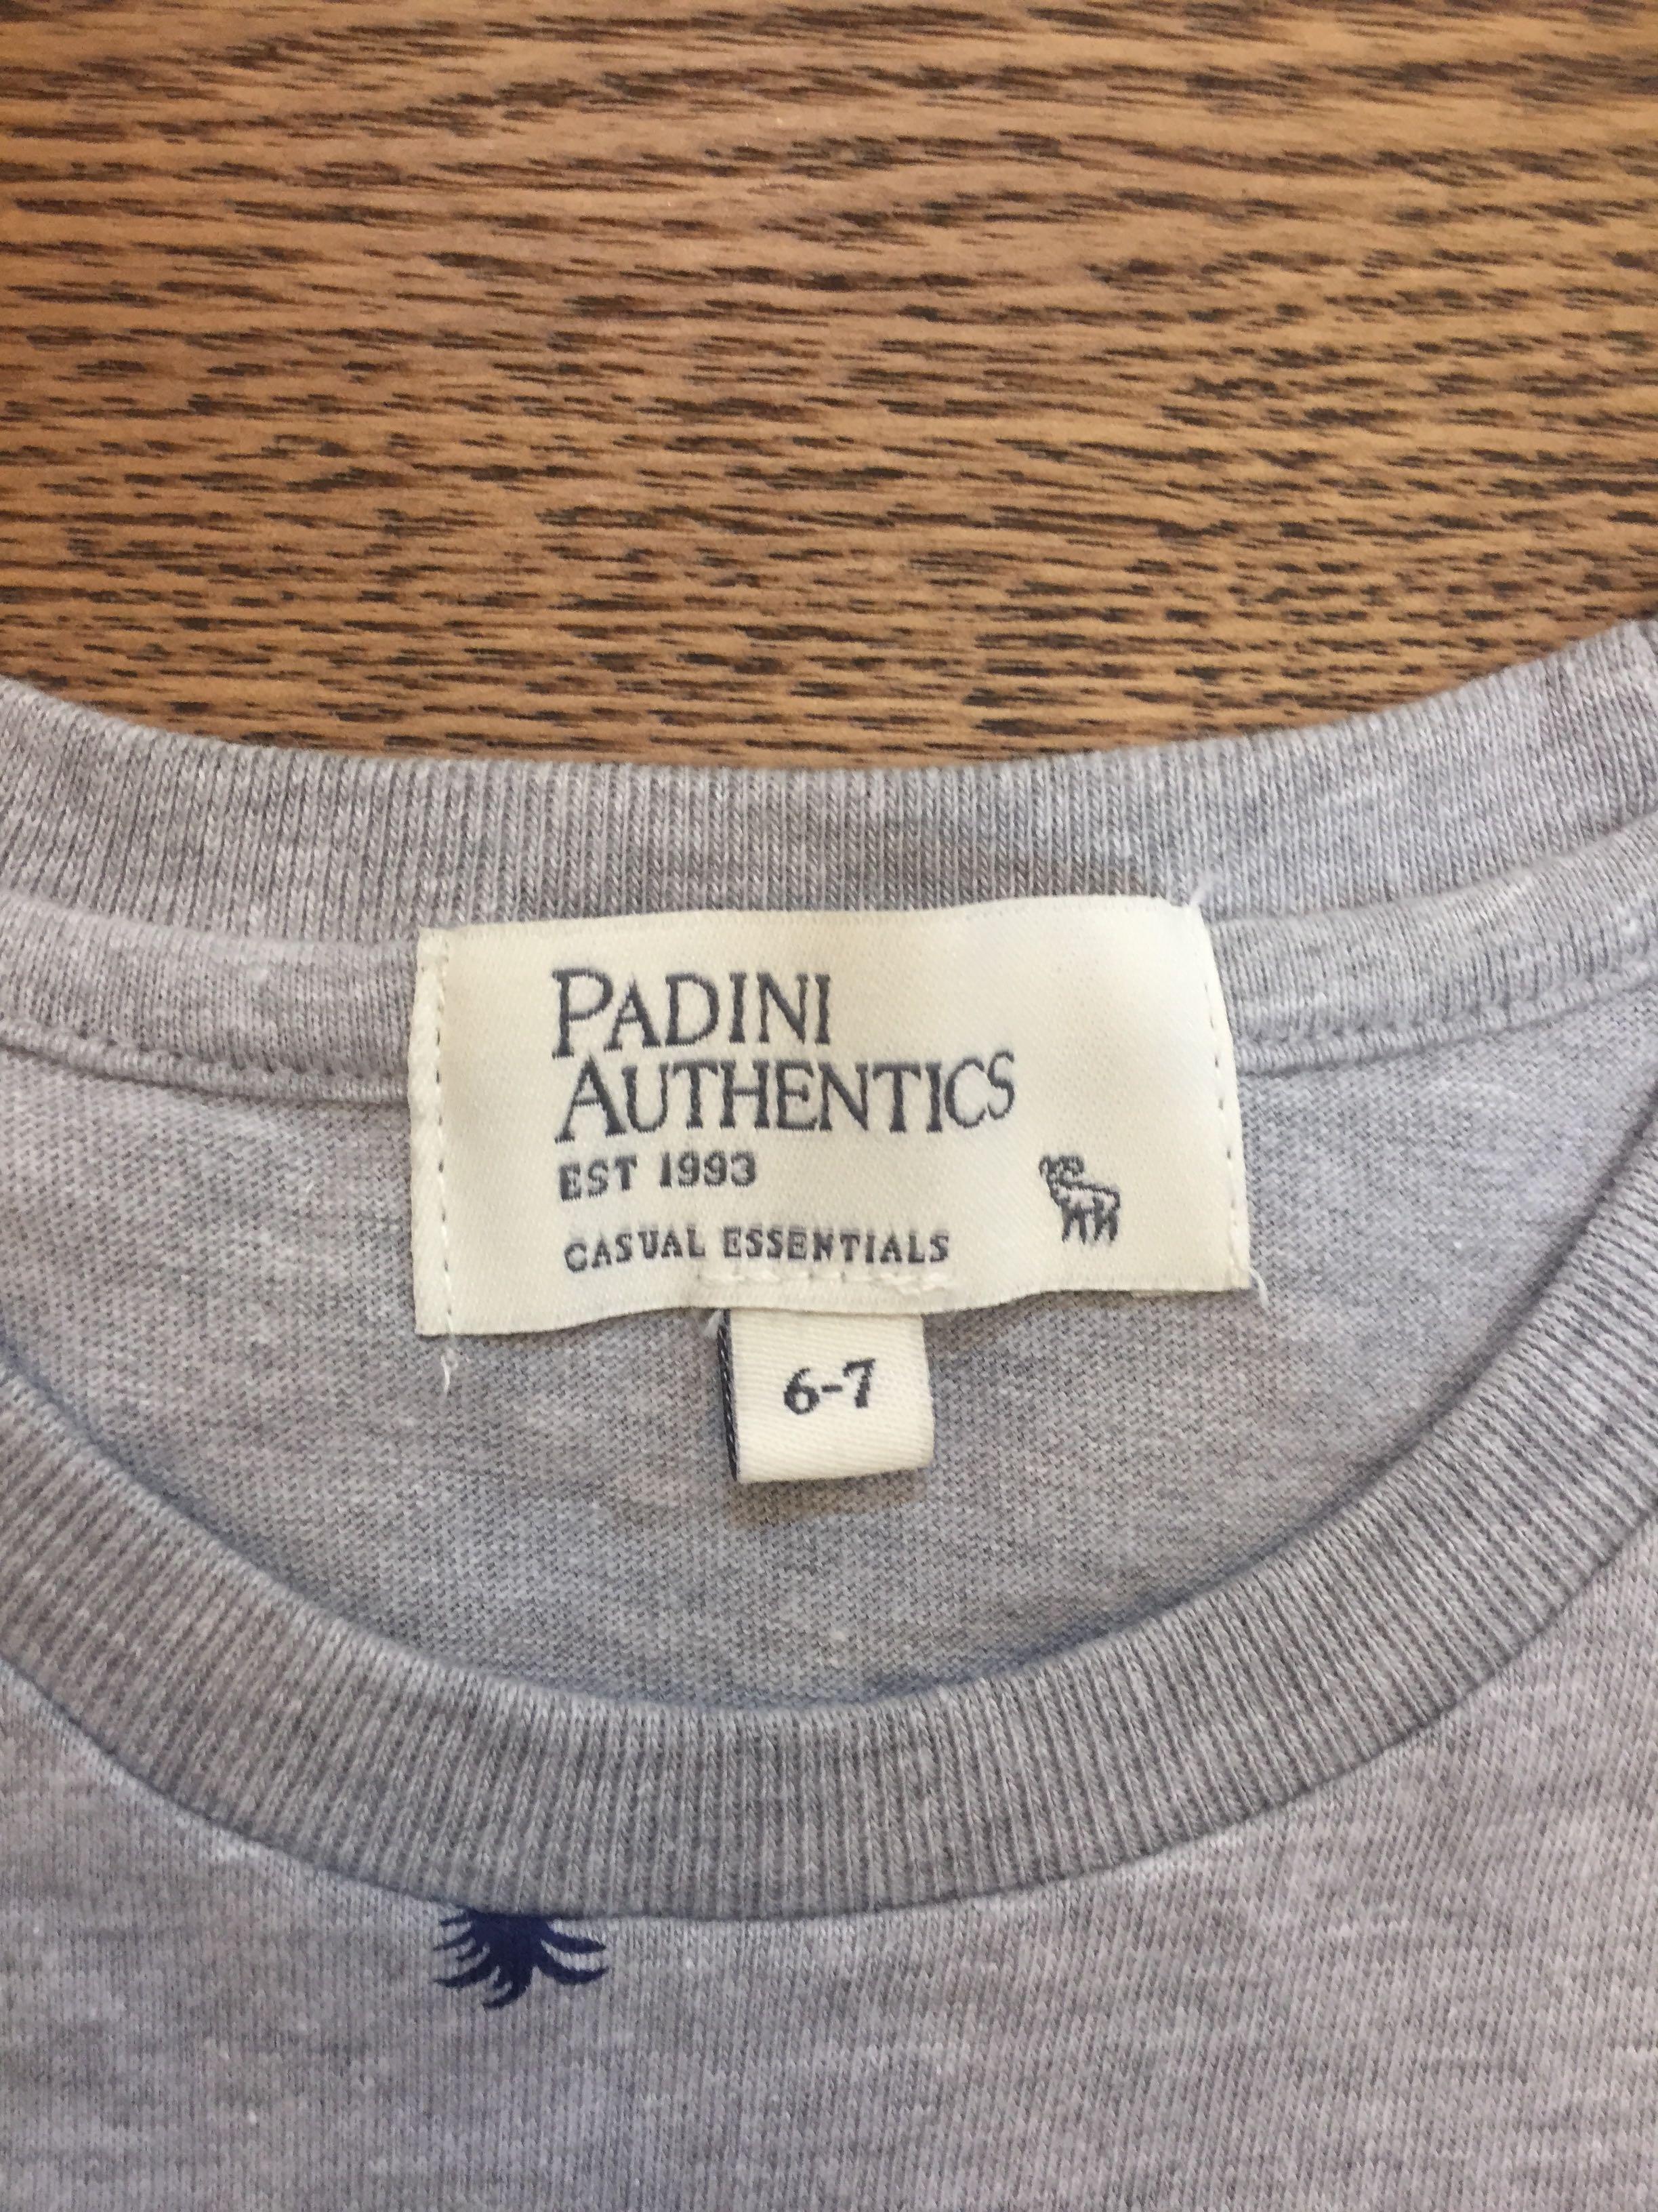 PADINI
AUTHENTICS
EST 1993
CASUAL ESSENTIALS
6-7